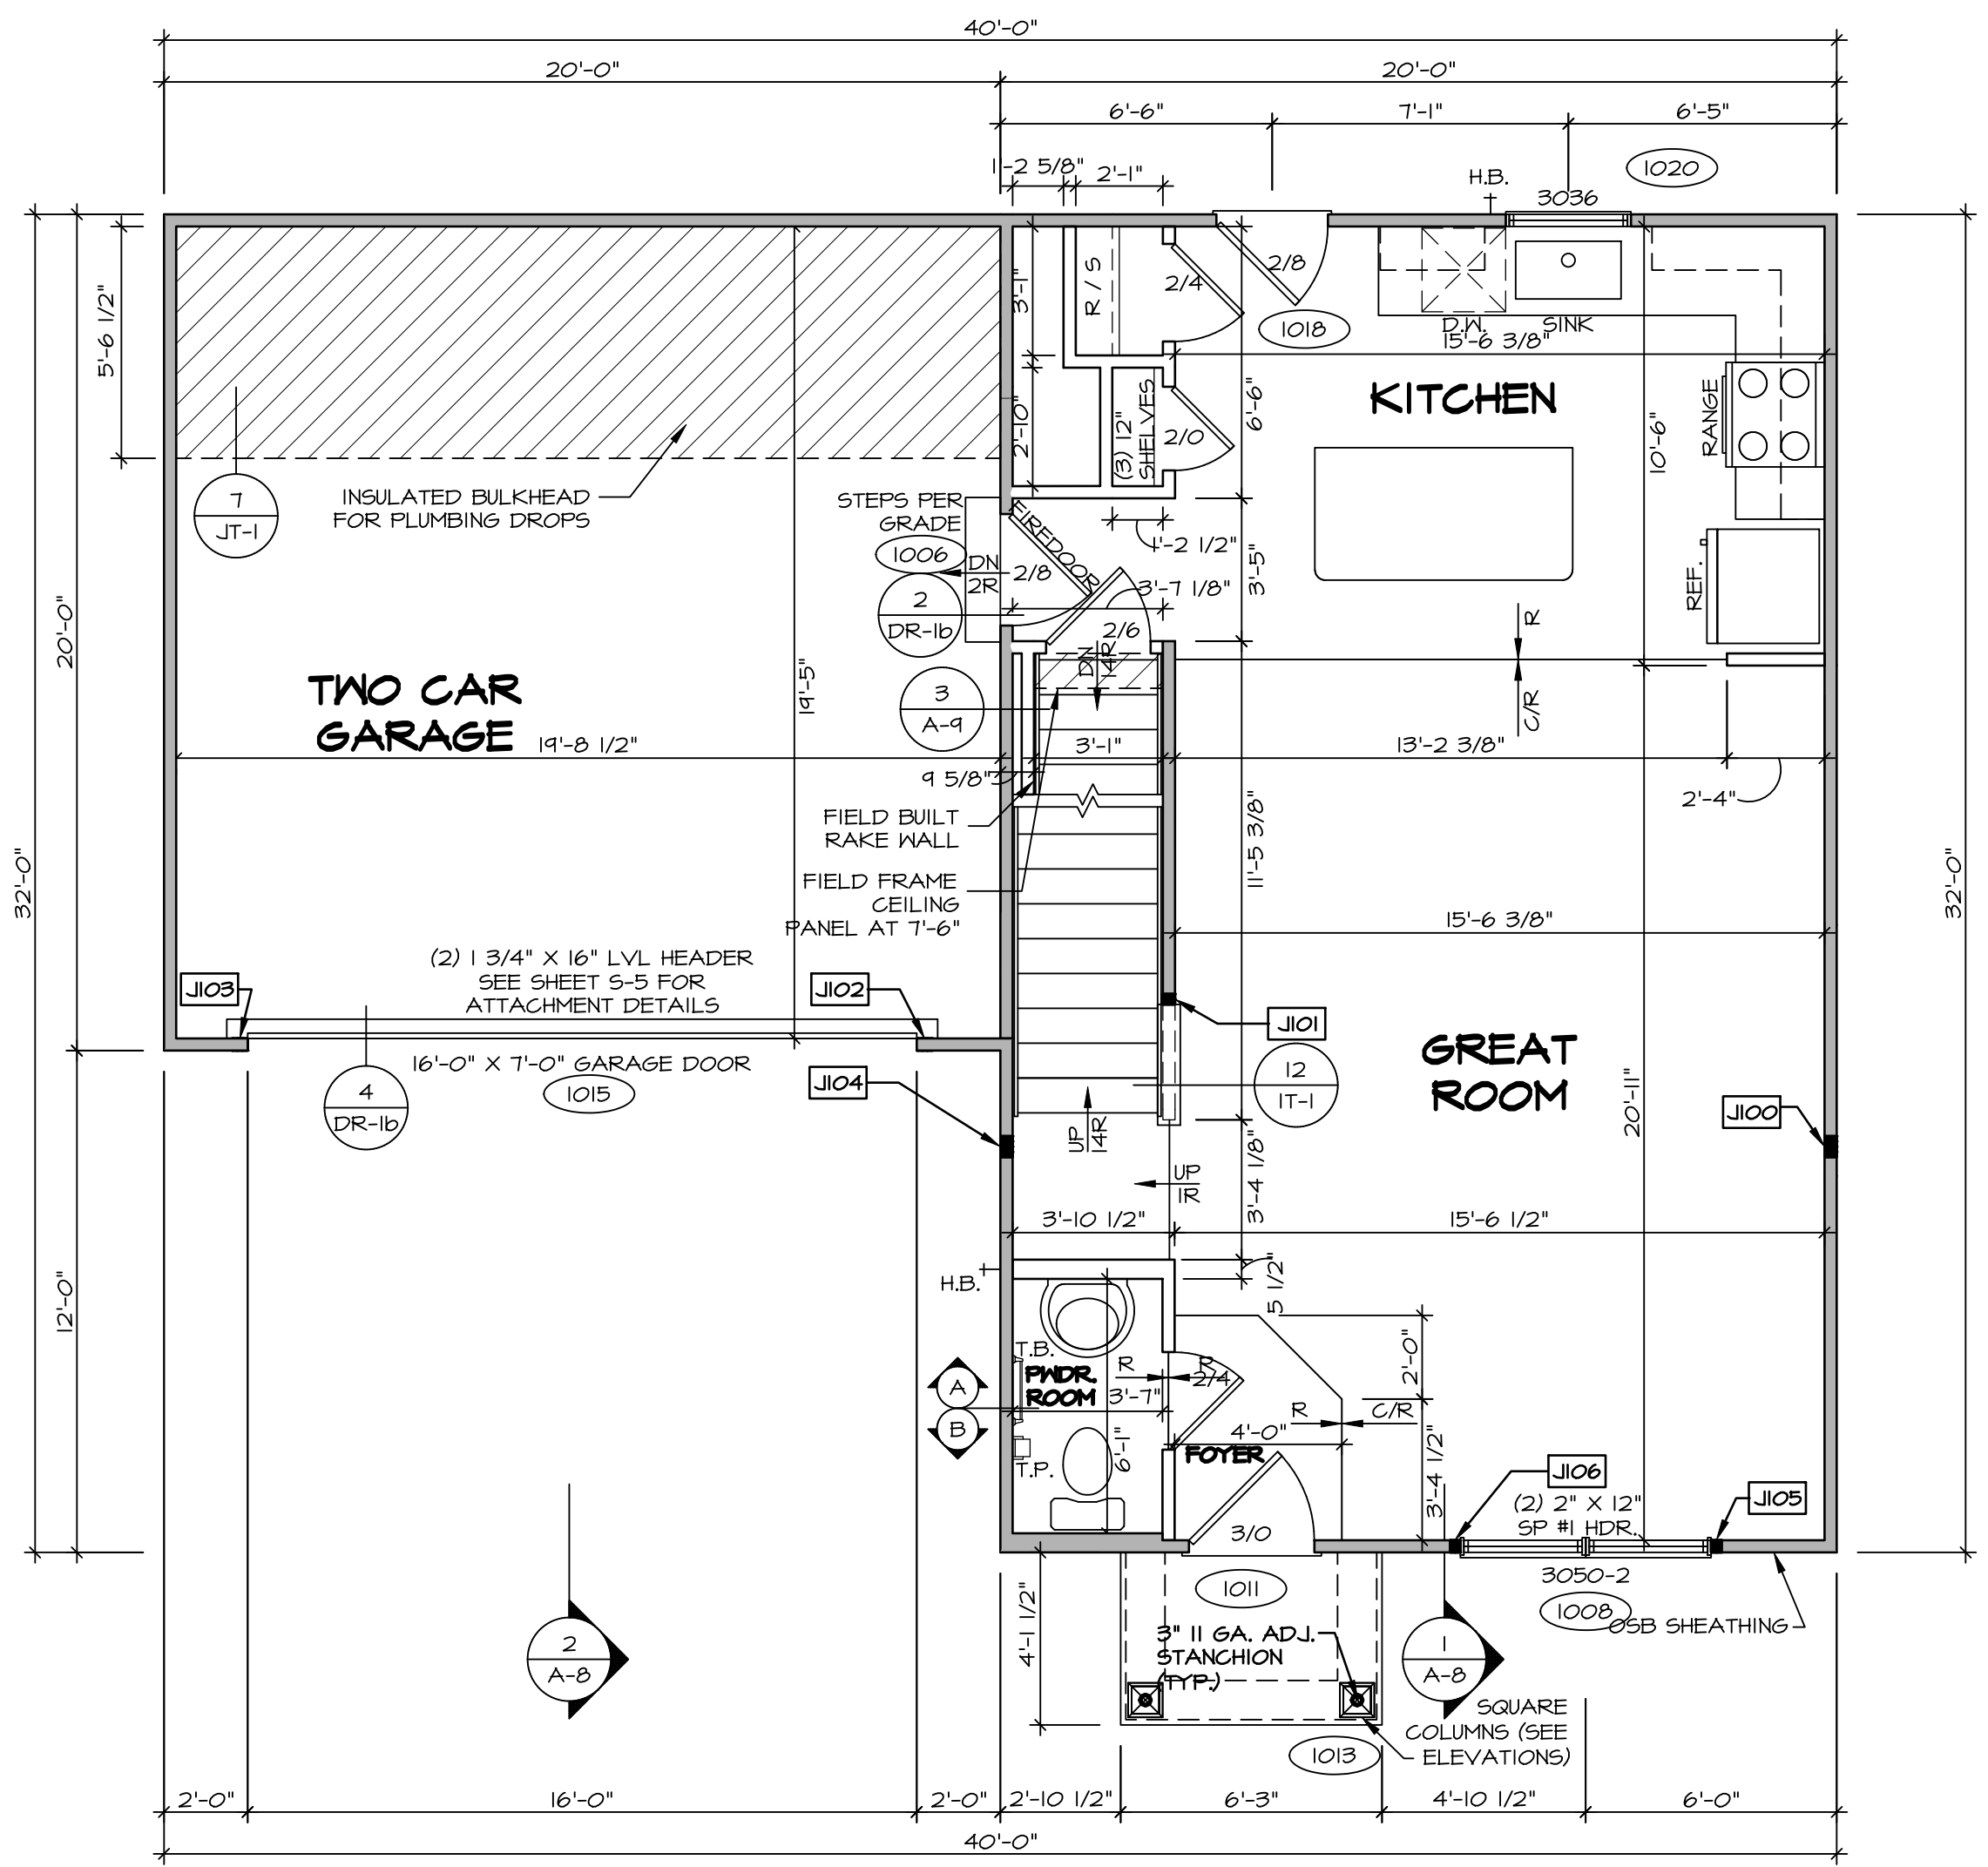 40'-0"
20'-0"
20'-0"
6'-6"
7'-1"
6'-5"
1'-2 5/8"
2'-1"
H.B.
3036
1020
5'-6 1/2"
3'-1"
R / S
2/4
2/8
1018
D.W.
SINK
15'-6 3/8"
KITCHEN
RANGE
10'-6"
6'-6"
2'-10"
(3) 12"
SHELVES
2/0
7
JT-1
INSULATED BULKHEAD
FOR PLUMBING DROPS
STEPS PER
GRADE
1006
DN
2R
2/8
FIREDOOR
1'-2 1/2"
3'-7 1/8"
3'-5"
2
DR-1b
2/6
DN
14R
REF.
R
C/R
20'-0"
32'-0"
32'-0"
TWO CAR
GARAGE
19'-5"
19'-8 1/2"
3
A-9
3'-1"
9 5/8"
13'-2 3/8"
2'-4"
FIELD BUILT
RAKE WALL
11'-5 3/8"
FIELD FRAME
CEILING
PANEL AT 7'-6"
15'-6 3/8"
(2) 1 3/4" X 16" LVL HEADER
SEE SHEET S-5 FOR
ATTACHMENT DETAILS
J103
J102
J101
16'-0" X 7'-0" GARAGE DOOR
1015
4
DR-1b
J104
12
IT-1
GREAT
ROOM
20'-11"
J100
UP
14R
UP
1R
3'-4 1/8"
3'-10 1/2"
15'-6 1/2"
12'-0"
H.B.
5 1/2"
T.B.
PWDR.
ROOM
3'-7"
R
R
2/4
2'-0"
A
B
R
C/R
4'-0"
FOYER
6'-1"
T.P.
3'-4 1/2"
J106
J105
(2) 2" X 12"
SP #1 HDR.
3/0
3050-2
1011
1008
OSB SHEATHING
4'-1 1/2"
3" 11 GA. ADJ.
STANCHION
(TYP.)
2
A-8
1
A-8
SQUARE
COLUMNS (SEE
ELEVATIONS)
1013
2'-0"
16'-0"
2'-0"
2'-10 1/2"
6'-3"
4'-10 1/2"
6'-0"
40'-0"